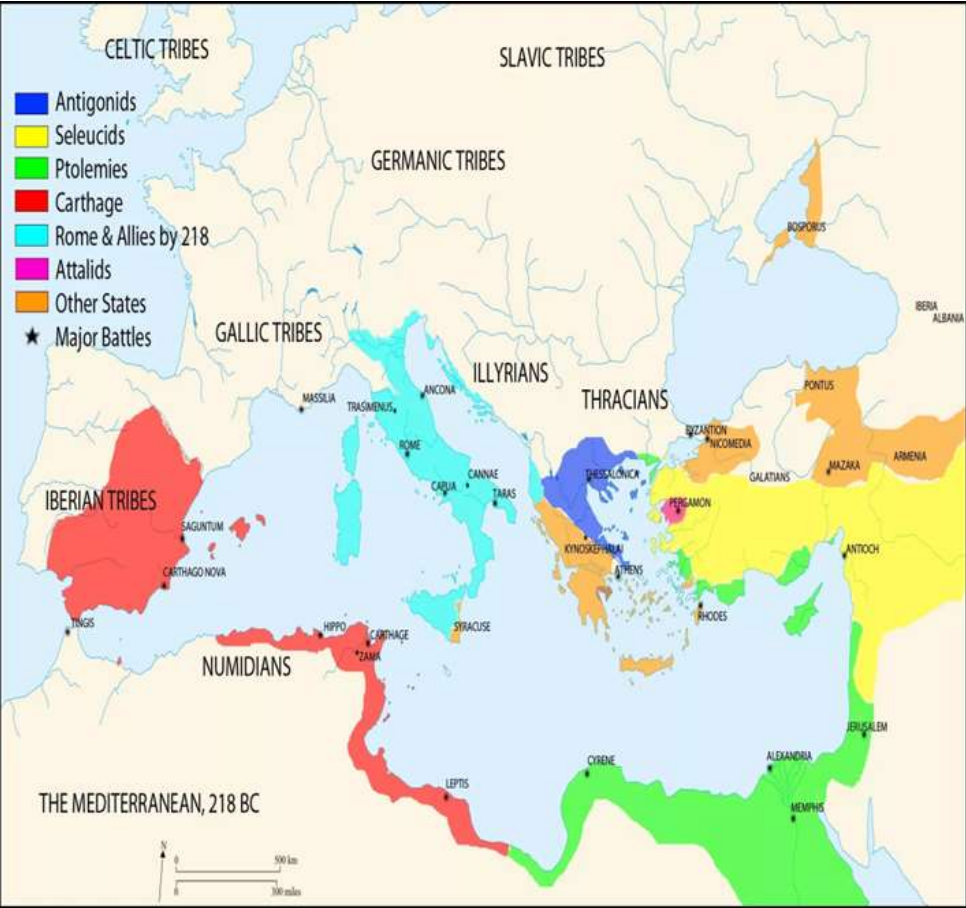 CELTIC TRIBES
SLAVIC TRIBES
Antigonids
Seleucids
Ptolemies
Carthage
Rome & Allies by 218
Attalids
Other States
Major Battles
GERMANIC TRIBES
BOSPORUS
IBERIA
ALBANIA
GALLIC TRIBES
ILLYRIANS
THRACIANS
PONTUS
MASSILIA
TRASIMENUS
ANCONA
ROME
BYZANTION
NICOMEDIA
ARMENIA
MAZAKA
GALATIANS
CANNAE
CAPUA
TARAS
THESSALONICA
PERGAMON
IBERIAN TRIBES
SAGUNTUM
KYNOSKEPHALAI
ANTIOCH
CARTHAGO NOVA
ATHENS
RHODES
TINGIS
HIPPO
CARTHAGE
SYRACUSE
ZAMA
NUMIDIANS
JERUSALEM
CYRENE
ALEXANDRIA
LEPTIS
MEMPHIS
THE MEDITERRANEAN, 218 BC
N
0 500 km
0 300 miles